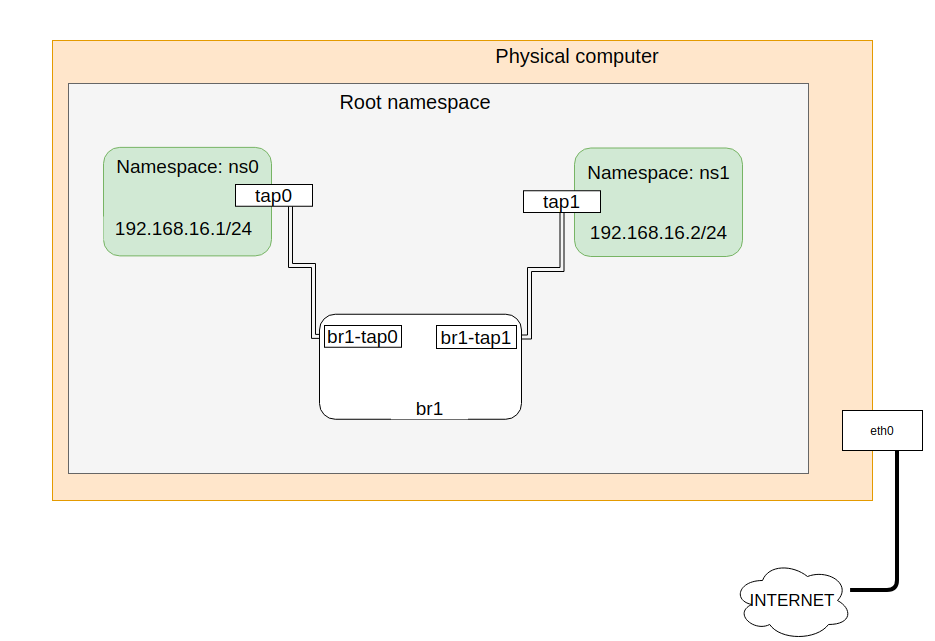 Physical computer
Root namespace
Namespace: ns0
tap0
192.168.16.1/24
Namespace: ns1
tap1
192.168.16.2/24
br1-tap0
br1-tap1
br1
eth0
INTERNET